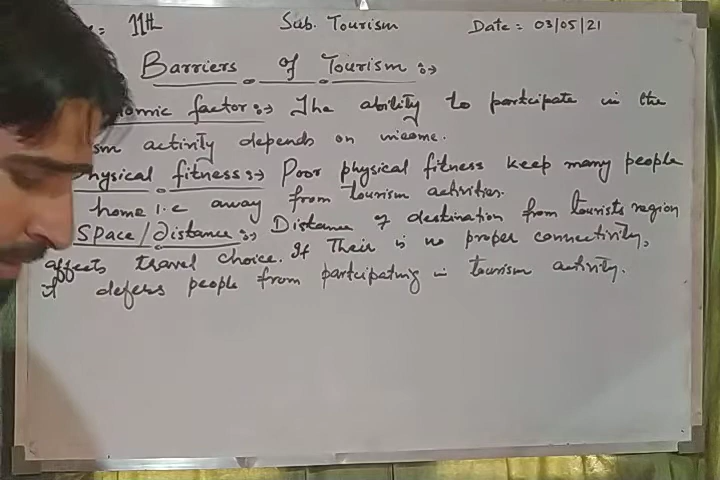 11th Sub. Tourism Date: 03/05/21
Barriers of Tourism :→
omic factor :→ The ability to participate in the
sm activity depends on income.
hysical fitness :→ Poor physical fitness keep many people
home i.e away from tourism activities.
Space/Distance :→ Distance of destination from tourists region
affects travel choice. If Their is no proper connectivity,
it defers people from participating in tourism activity.